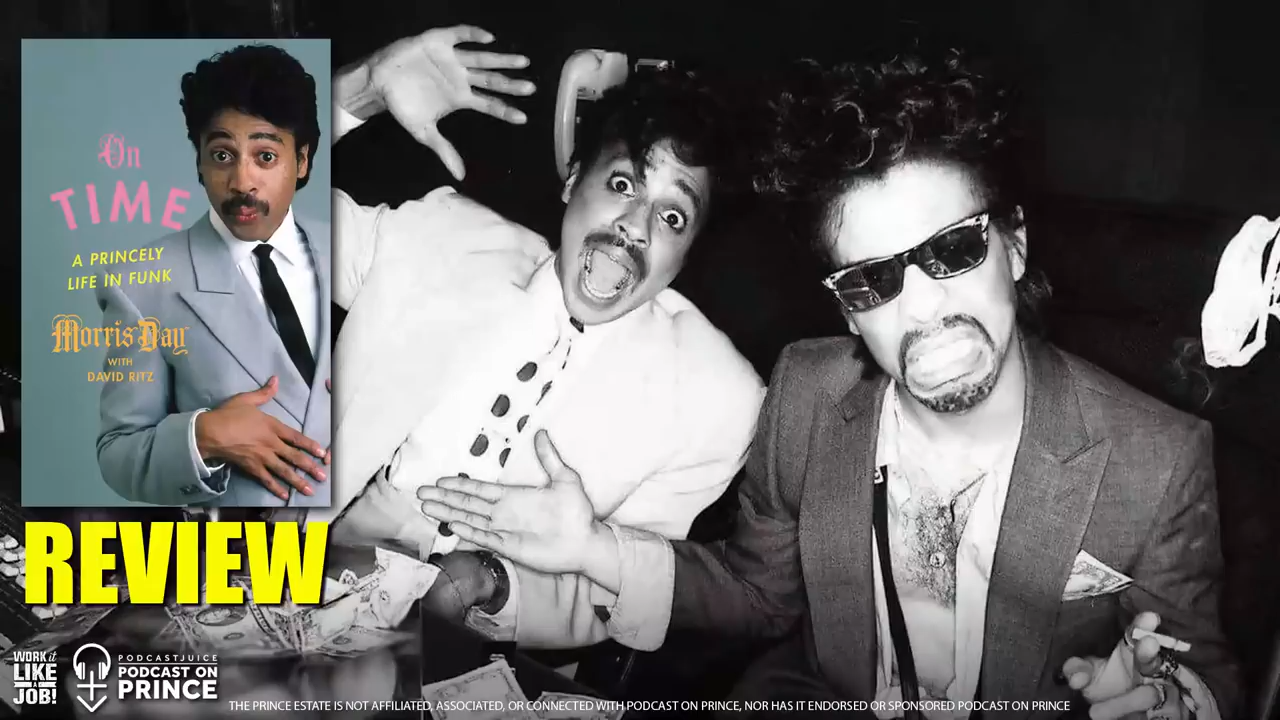 On
TIME
A PRINCELY
LIFE IN FUNK
Morris Day
WITH
DAVID RITZ
REVIEW
WORK it
LIKE
A
JOB!
PODCASTJUICE
PODCAST ON
PRINCE
THE PRINCE ESTATE IS NOT AFFILIATED, ASSOCIATED, OR CONNECTED WITH PODCAST ON PRINCE, NOR HAS IT ENDORSED OR SPONSORED PODCAST ON PRINCE